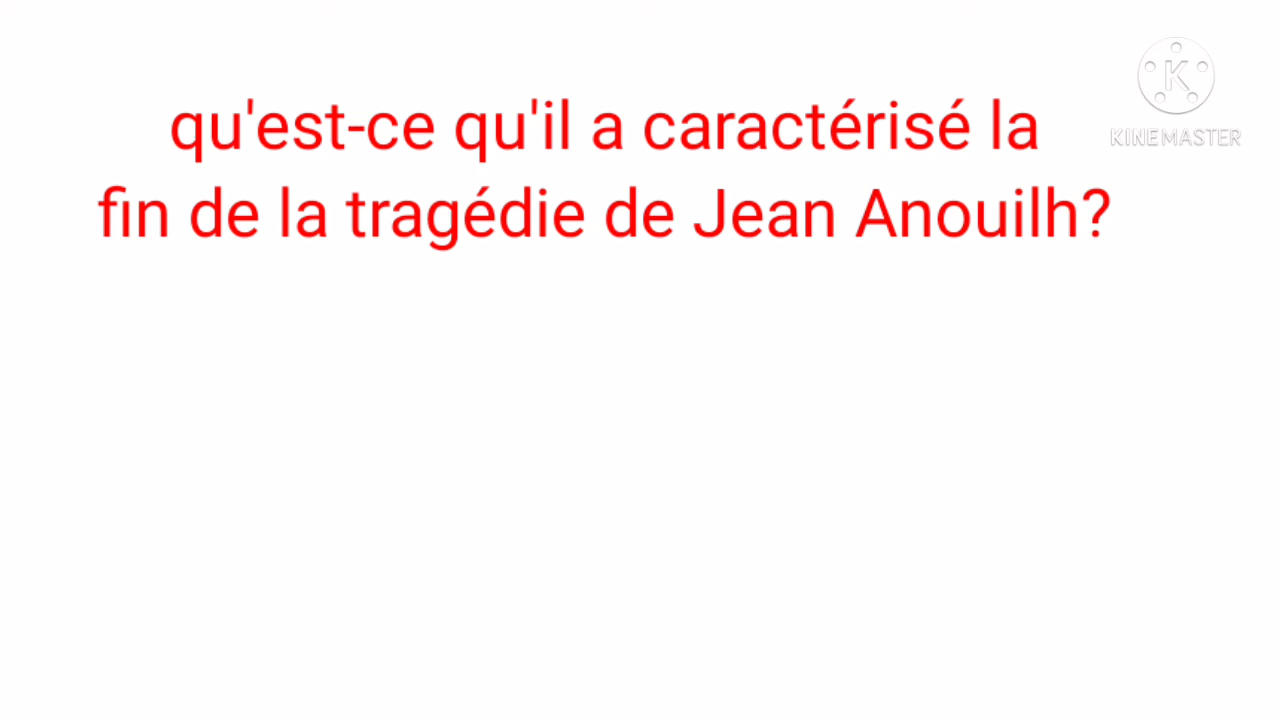 qu'est-ce qu'il a caractérisé la
fin de la tragédie de Jean Anouilh?
K
KINEMASTER